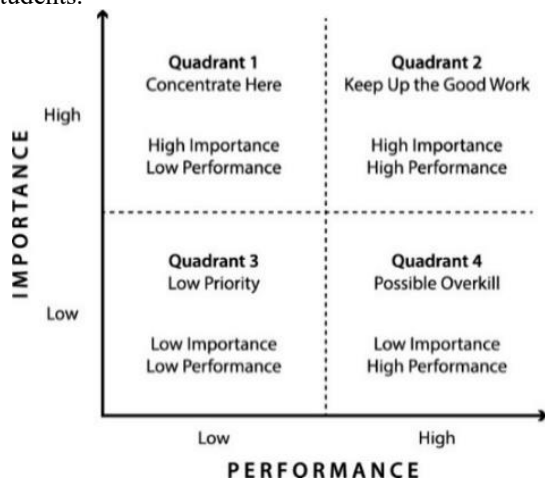 students.
Quadrant 1
Concentrate Here
High Importance
Low Performance
Quadrant 2
Keep Up the Good Work
High Importance
High Performance
High
IMPORTANCE
Low
Quadrant 3
Low Priority
Low Importance
Low Performance
Quadrant 4
Possible Overkill
Low Importance
High Performance
Low
High
PERFORMANCE